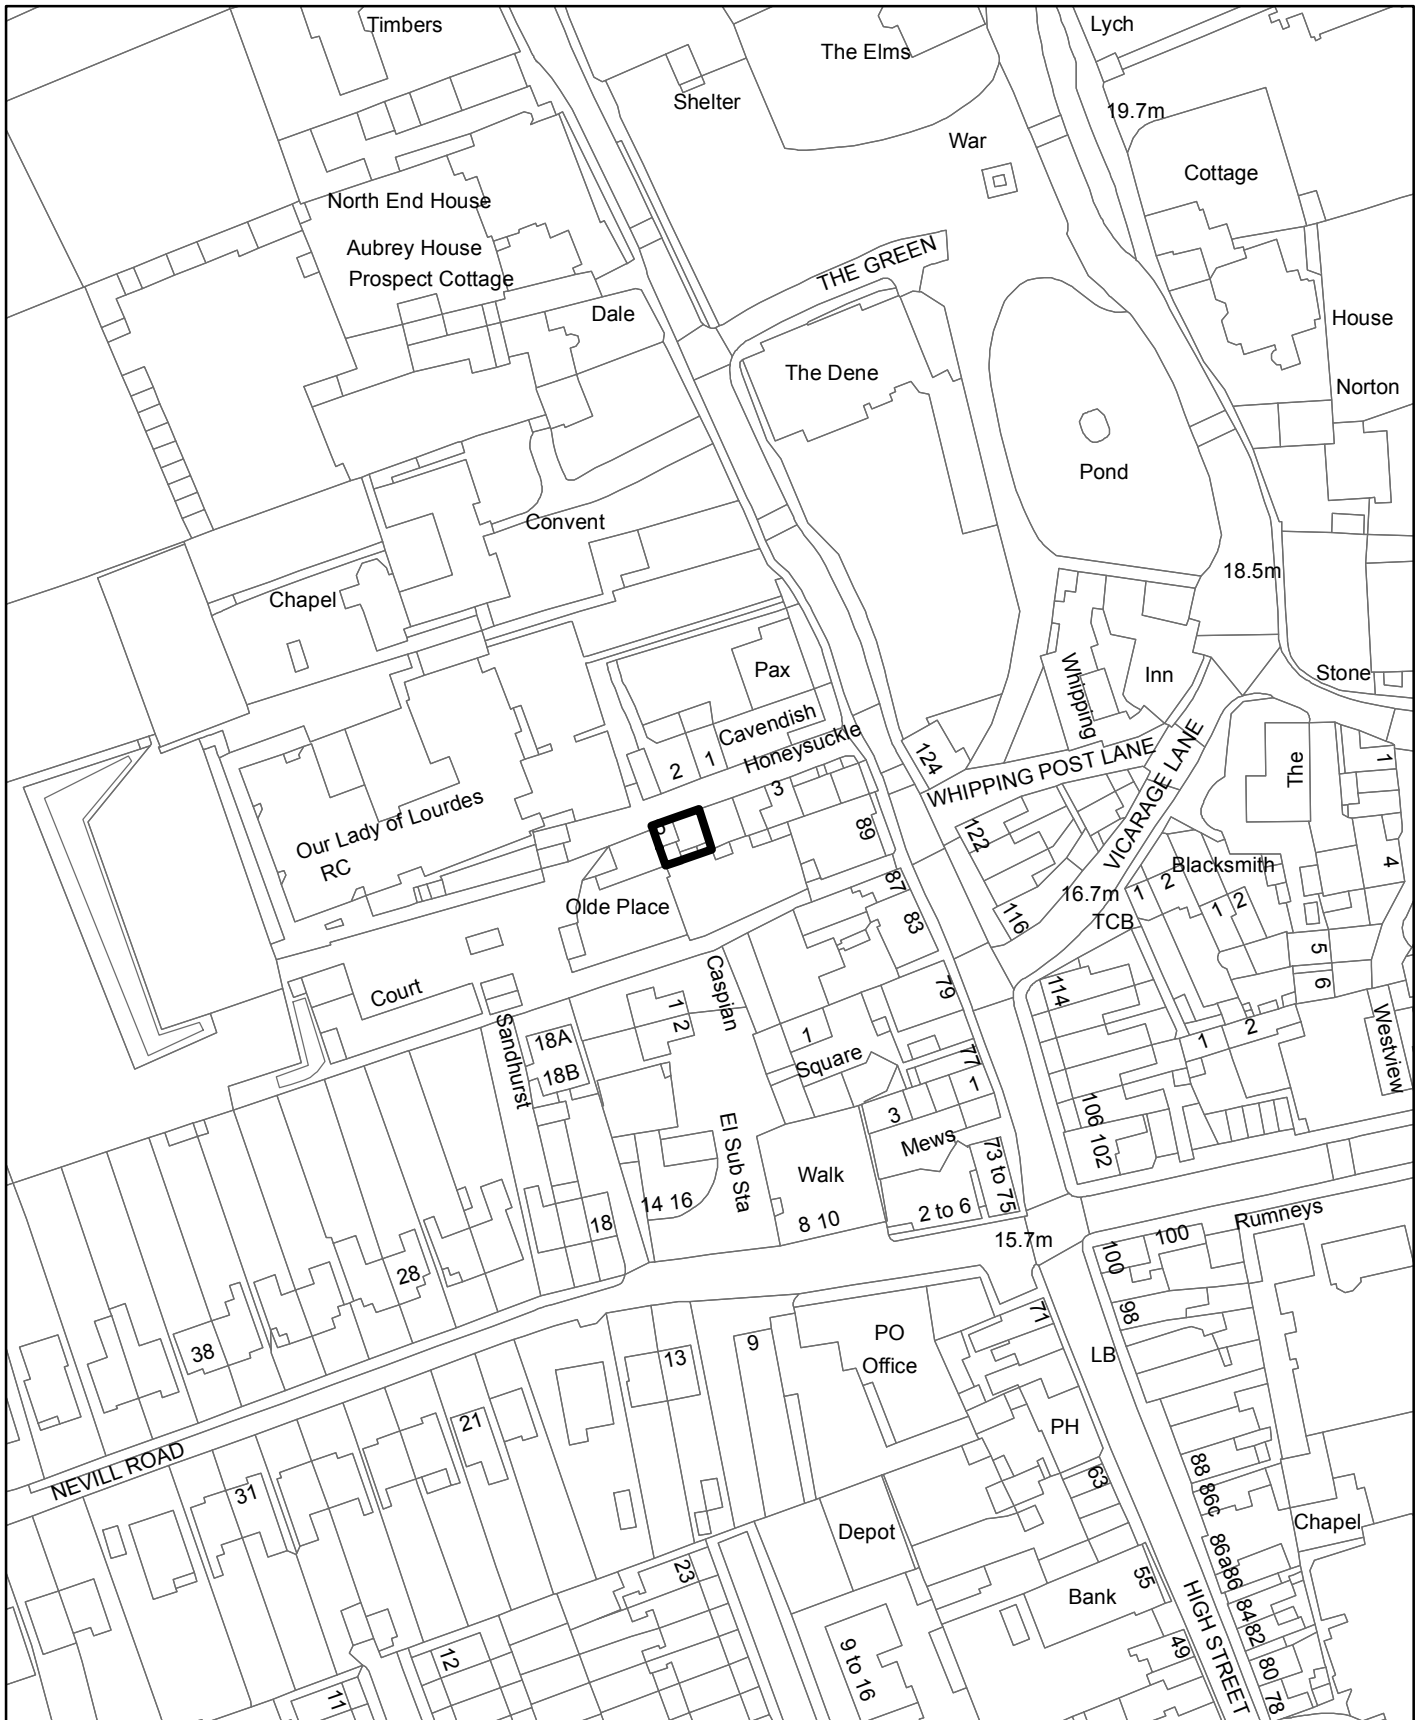 Timbers
The Elms
Lych
Shelter
19.7m
War
Cottage
North End House
Aubrey House
Prospect Cottage
THE GREEN
Dale
House
The Dene
Norton
Pond
Convent
18.5m
Chapel
Pax
Whipping
Inn
Stone
Cavendish
2
1
Honeysuckle
124
WHIPPING POST LANE
VICARAGE LANE
The
1
3
Our Lady of Lourdes
RC
89
122
Blacksmith
4
Olde Place
87
83
116
16.7m
TCB
1
2
1
2
5
6
Court
Caspian
79
114
Sandhurst
18A
18B
1
2
1
Square
77
1
1
2
Westview
3
Mews
106
102
El Sub Sta
Walk
73 to 75
14 16
18
8 10
2 to 6
15.7m
Rumneys
100
100
28
38
71
98
PO
Office
LB
13
9
21
PH
NEVILL ROAD
31
63
88
86c
Depot
Chapel
23
55
86a86
Bank
HIGH STREET
8482
12
9 to 16
49
80
78
11